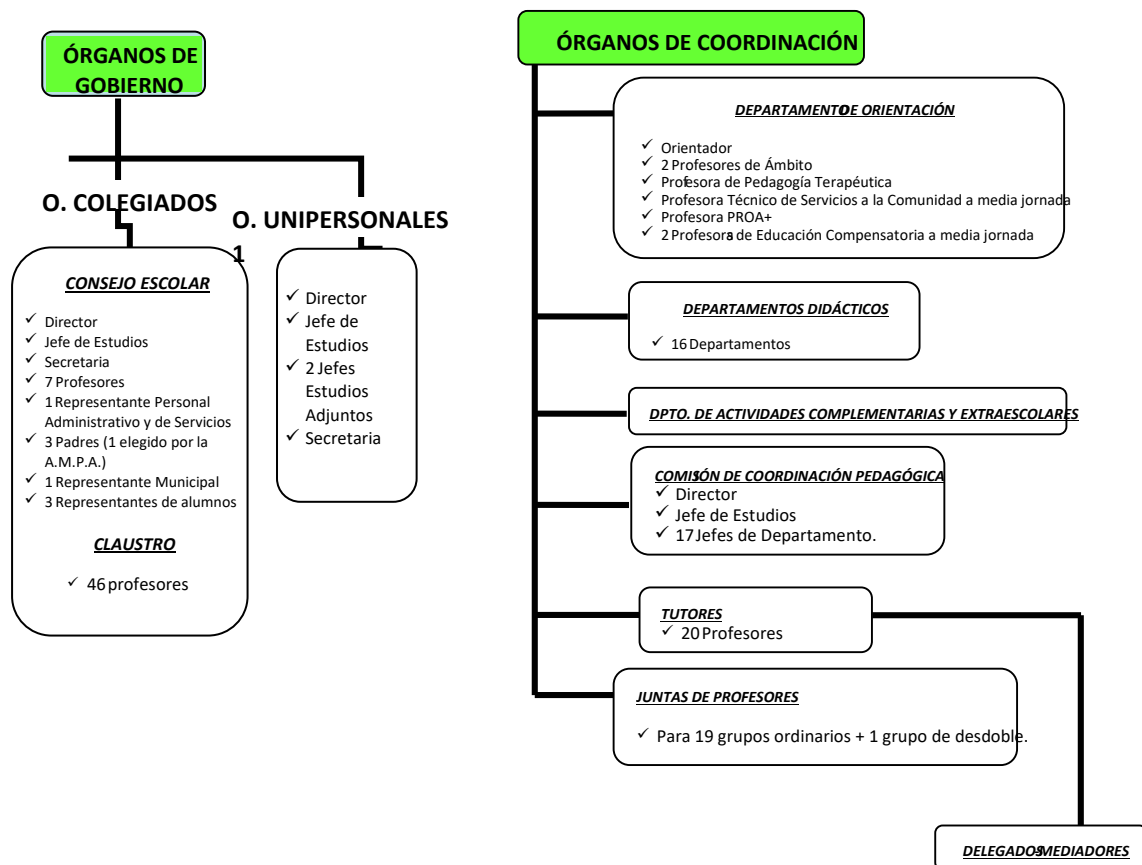 ÓRGANOS DE
GOBIERNO
O. COLEGIADOS
O. UNIPERSONALES
1
CONSEJO ESCOLAR
✓ Director
✓ Jefe de Estudios
✓ Secretaria
✓ 7 Profesores
✓ 1 Representante Personal
Administrativo y de Servicios
✓ 3 Padres (1 elegido por la
A.M.P.A.)
✓ 1 Representante Municipal
✓ 3 Representantes de alumnos
CLAUSTRO
✓ 46 profesores
✓ Director
✓ Jefe de
Estudios
✓ 2 Jefes
Estudios
Adjuntos
✓ Secretaria
ÓRGANOS DE COORDINACIÓN
DEPARTAMENTO DE ORIENTACIÓN
✓ Orientador
✓ 2 Profesores de Ámbito
✓ Profesora de Pedagogía Terapéutica
✓ Profesora Técnico de Servicios a la Comunidad a media jornada
✓ Profesora PROA+
✓ 2 Profesoras de Educación Compensatoria a media jornada
DEPARTAMENTOS DIDÁCTICOS
✓ 16 Departamentos
DPTO. DE ACTIVIDADES COMPLEMENTARIAS Y EXTRAESCOLARES
COMISIÓN DE COORDINACIÓN PEDAGÓGICA
✓ Director
✓ Jefe de Estudios
✓ 17 Jefes de Departamento.
TUTORES
✓ 20 Profesores
JUNTAS DE PROFESORES
✓ Para 19 grupos ordinarios + 1 grupo de desdoble.
DELEGADOS-MEDIADORES